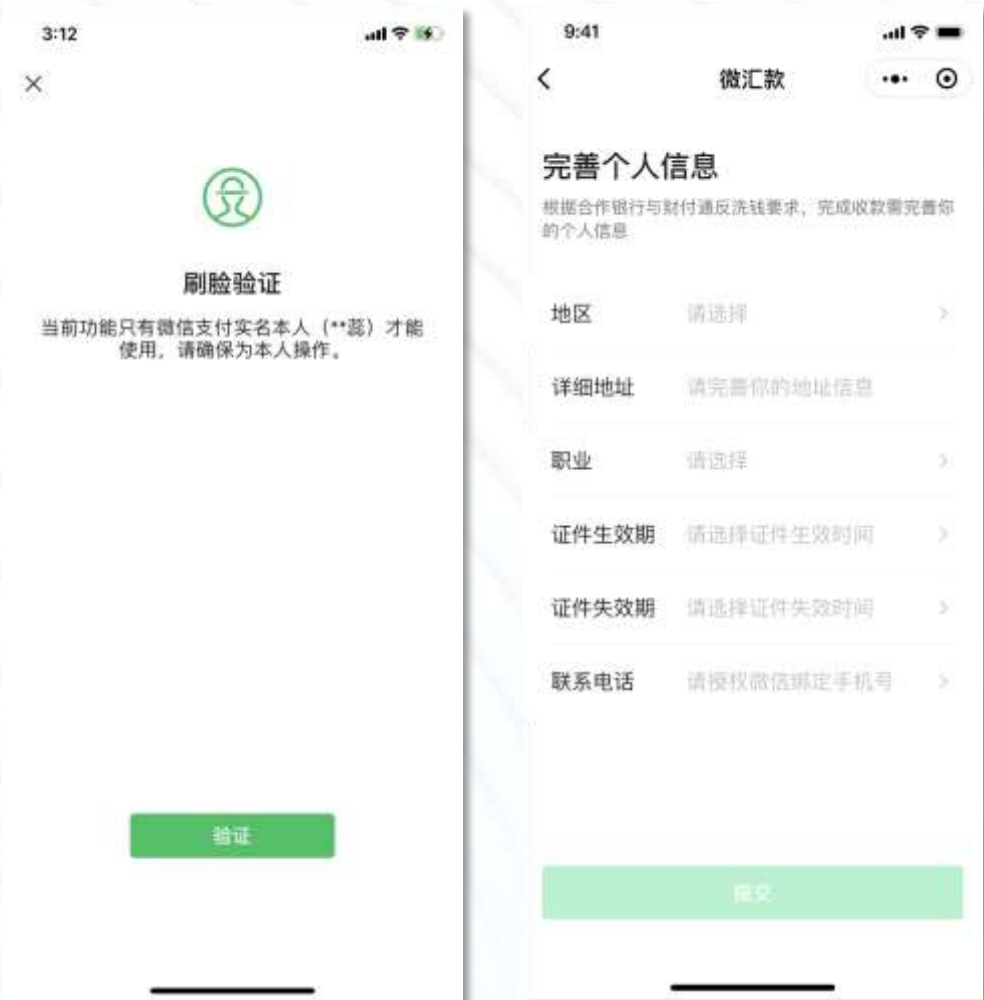 3:12
刷脸验证
当前功能只有微信支付实名本人（**蕊）才能
使用，请确保为本人操作。
验证
9:41
微汇款
完善个人信息
根据合作银行与财付通反洗钱要求，完成收款需完善你
的个人信息
地区 请选择
详细地址 请完善你的地址信息
职业 请选择
证件生效期 请选择证件生效时间
证件失效期 请选择证件失效时间
联系电话 请授权微信绑定手机号
提交